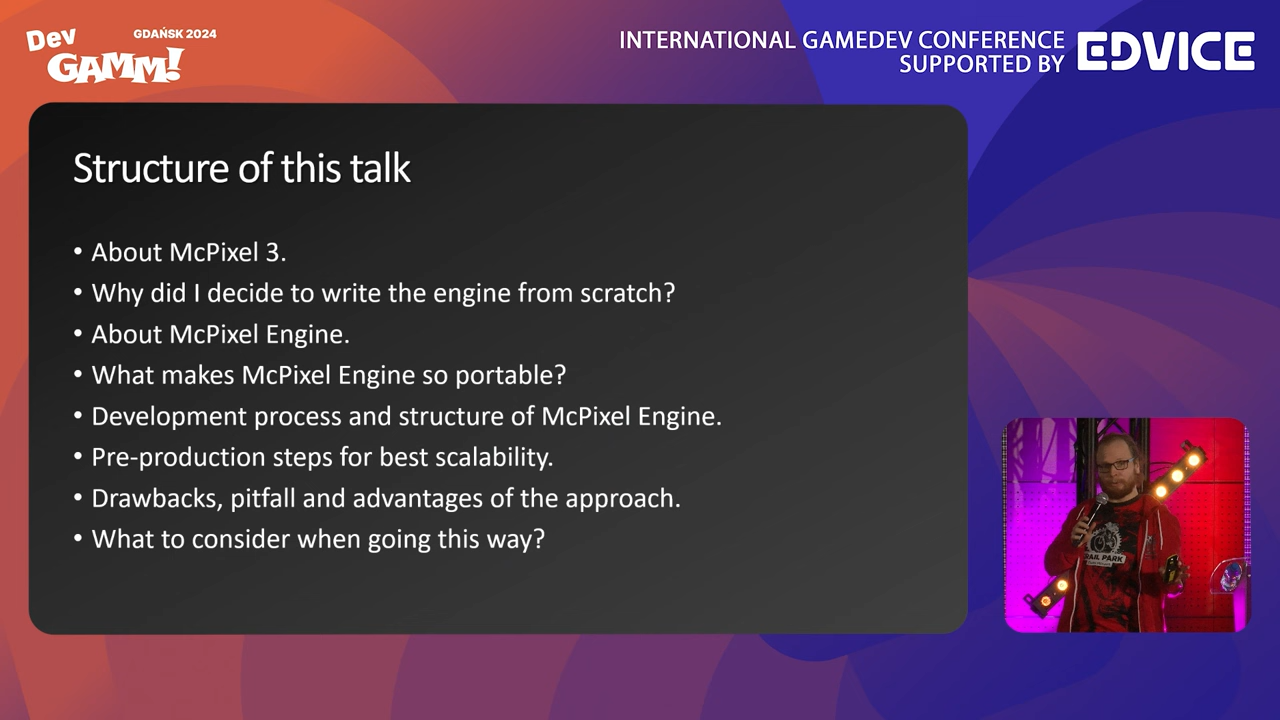 Dev
GAMM!
GDAŃSK 2024
INTERNATIONAL GAMEDEV CONFERENCE
SUPPORTED BY
EDVICE
Structure of this talk
• About McPixel 3.
• Why did I decide to write the engine from scratch?
• About McPixel Engine.
• What makes McPixel Engine so portable?
• Development process and structure of McPixel Engine.
• Pre-production steps for best scalability.
• Drawbacks, pitfall and advantages of the approach.
• What to consider when going this way?
PARK